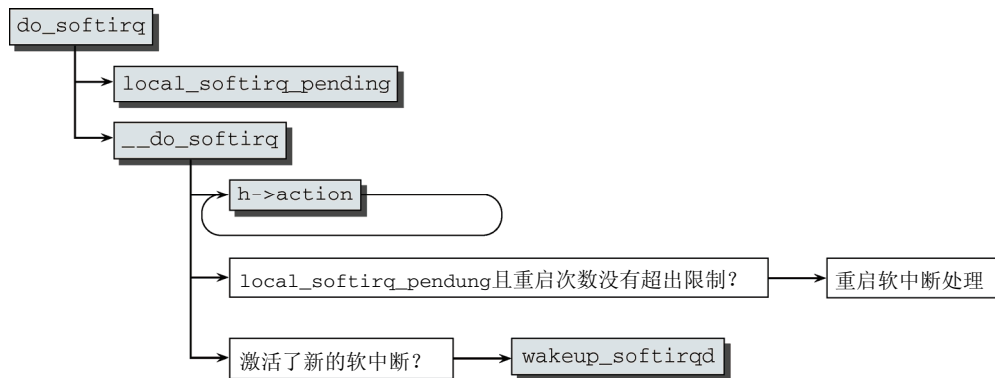 do_softirq
local_softirq_pending
__do_softirq
h->action
local_softirq_pendung且重启次数没有超出限制？
重启软中断处理
激活了新的软中断？
wakeup_softirqd